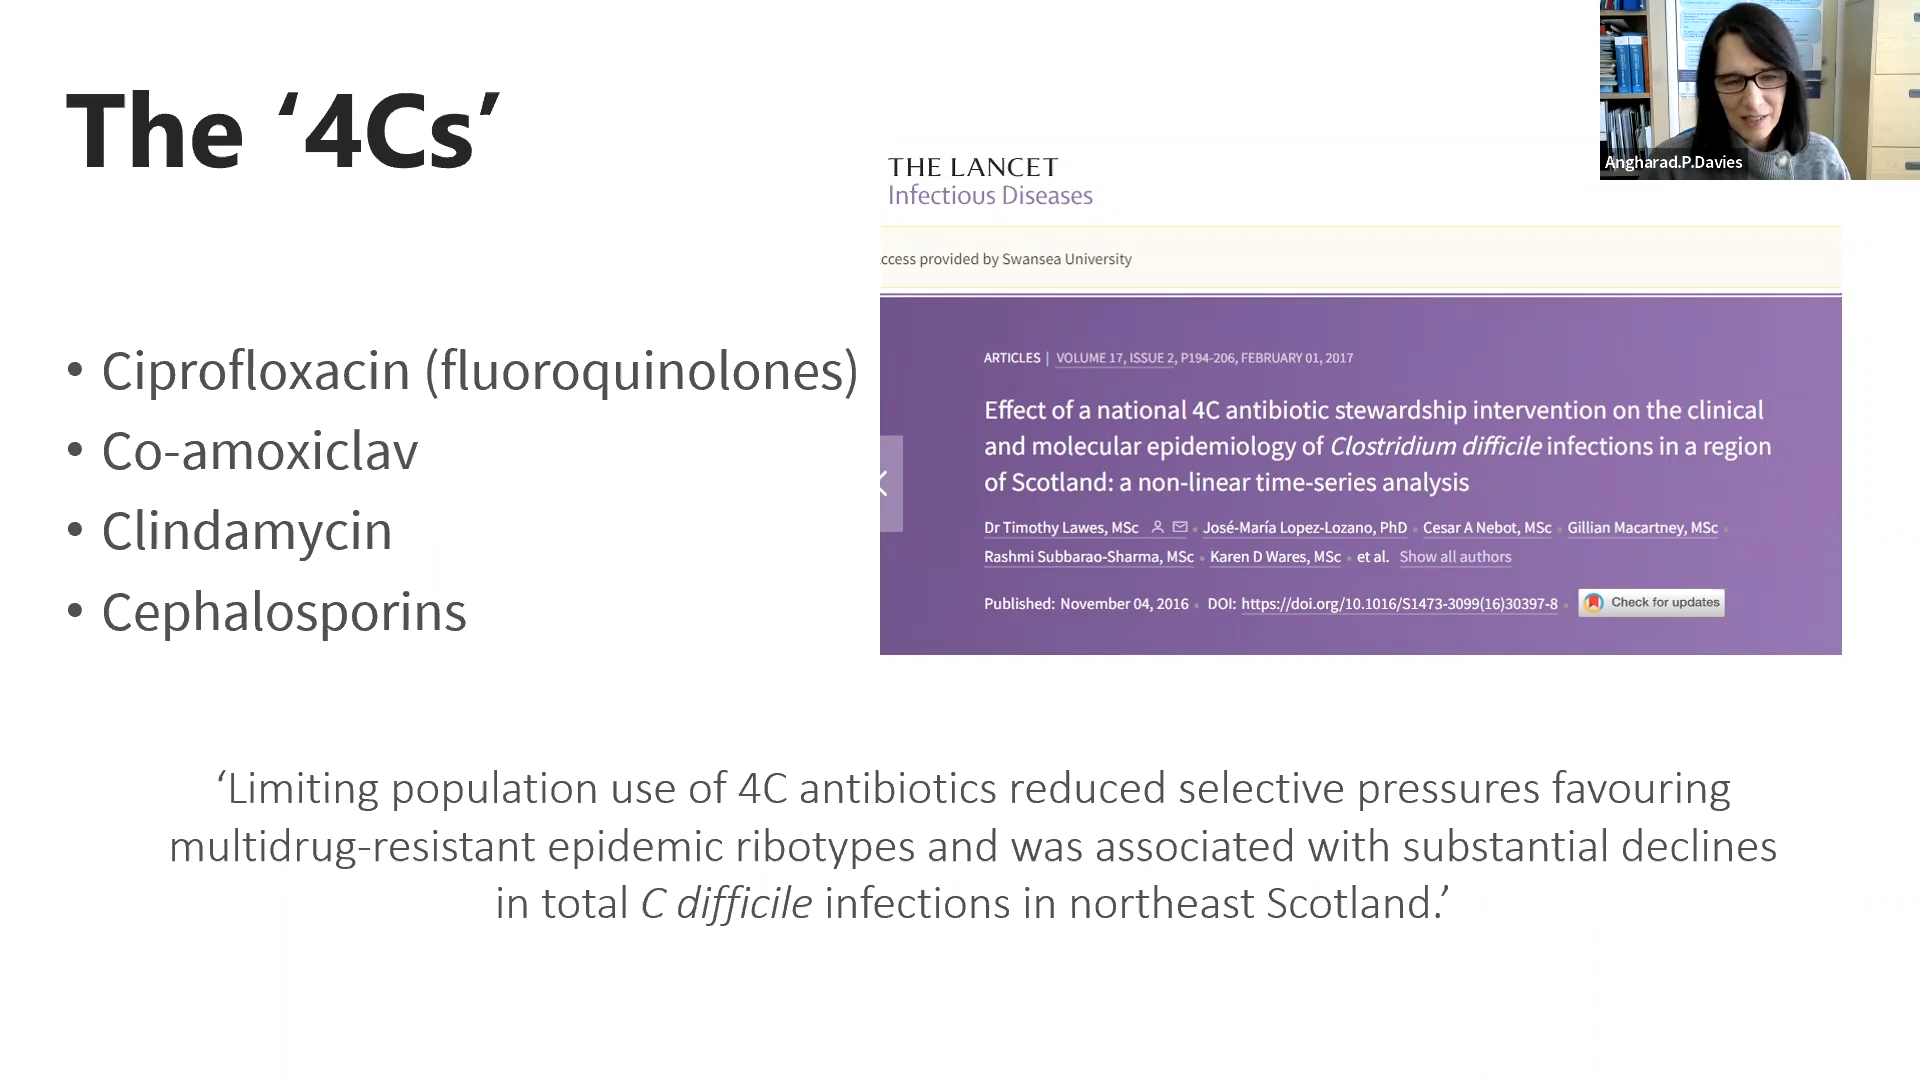 The ‘4Cs’
Angharad.P.Davies
THE LANCET
Infectious Diseases
ccess provided by Swansea University
ARTICLES | VOLUME 17, ISSUE 2, P194-206, FEBRUARY 01, 2017
Effect of a national 4C antibiotic stewardship intervention on the clinical
and molecular epidemiology of Clostridium difficile infections in a region
of Scotland: a non-linear time-series analysis
Dr Timothy Lawes, MSc • José-María Lopez-Lozano, PhD • Cesar A Nebot, MSc • Gillian Macartney, MSc •
Rashmi Subbarao-Sharma, MSc • Karen D Wares, MSc • et al. Show all authors
Published: November 04, 2016 • DOI: https://doi.org/10.1016/S1473-3099(16)30397-8 • Check for updates
• Ciprofloxacin (fluoroquinolones)
• Co-amoxiclav
• Clindamycin
• Cephalosporins
‘Limiting population use of 4C antibiotics reduced selective pressures favouring
multidrug-resistant epidemic ribotypes and was associated with substantial declines
in total C difficile infections in northeast Scotland.’